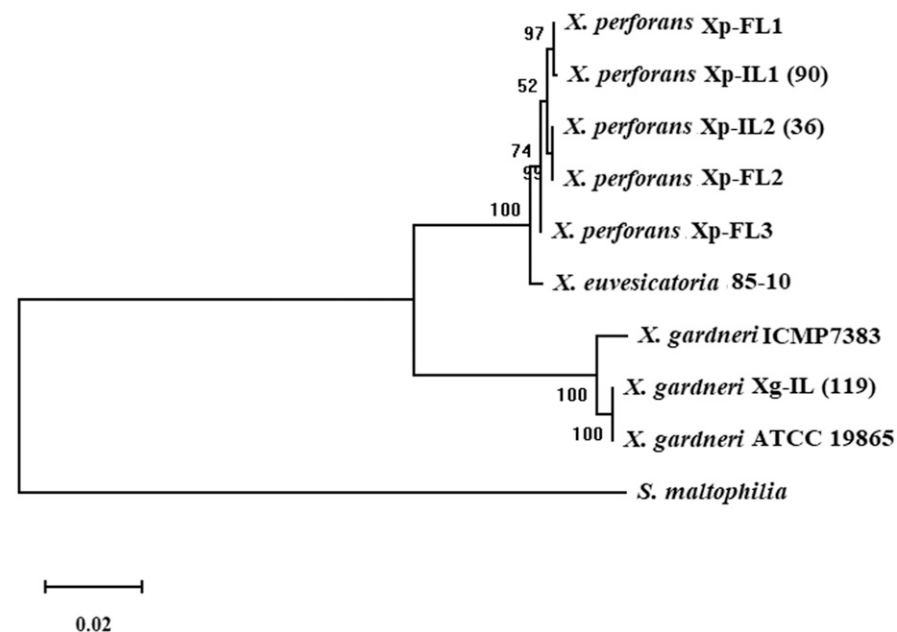 97
X. perforans Xp-FL1
X. perforans Xp-IL1 (90)
52
X. perforans Xp-IL2 (36)
74
99
X. perforans Xp-FL2
100
X. perforans Xp-FL3
X. euvesicatoria 85-10
X. gardneri ICMP7383
X. gardneri Xg-IL (119)
100
100
X. gardneri ATCC 19865
S. maltophilia
0.02